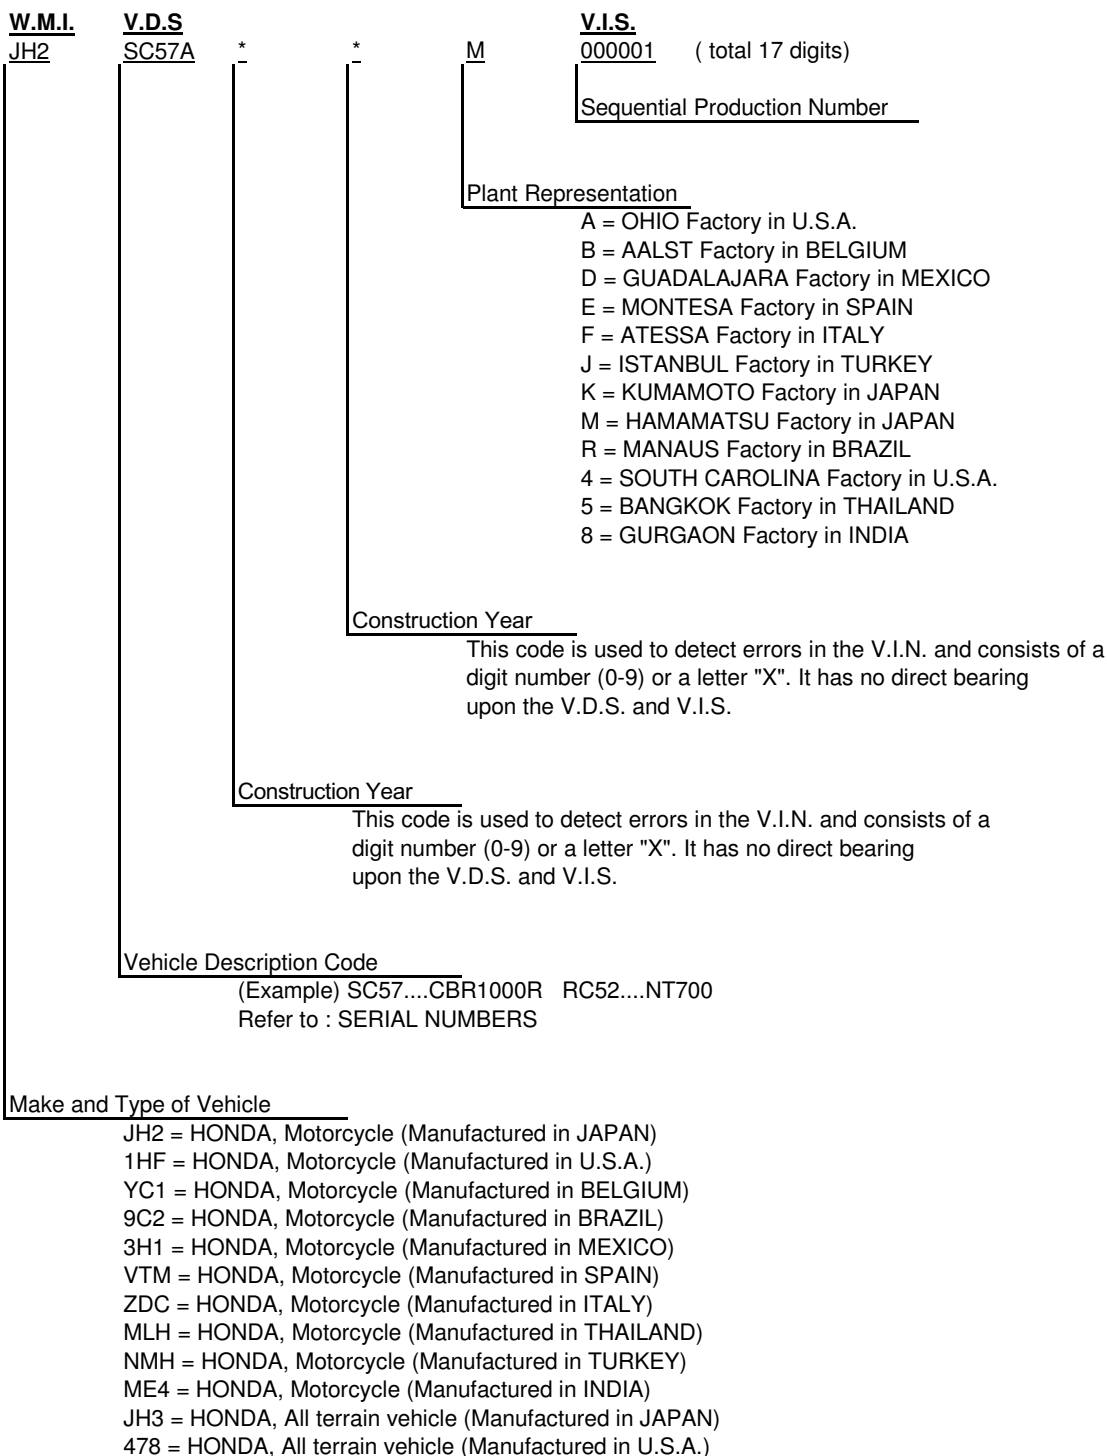 W.M.I. V.D.S V.I.S.
JH2 SC57A * * M 000001 ( total 17 digits)
Sequential Production Number
Plant Representation
A = OHIO Factory in U.S.A.
B = AALST Factory in BELGIUM
D = GUADALAJARA Factory in MEXICO
E = MONTESA Factory in SPAIN
F = ATESSA Factory in ITALY
J = ISTANBUL Factory in TURKEY
K = KUMAMOTO Factory in JAPAN
M = HAMAMATSU Factory in JAPAN
R = MANAUS Factory in BRAZIL
4 = SOUTH CAROLINA Factory in U.S.A.
5 = BANGKOK Factory in THAILAND
8 = GURGAON Factory in INDIA
Construction Year
This code is used to detect errors in the V.I.N. and consists of a
digit number (0-9) or a letter "X". It has no direct bearing
upon the V.D.S. and V.I.S.
Construction Year
This code is used to detect errors in the V.I.N. and consists of a
digit number (0-9) or a letter "X". It has no direct bearing
upon the V.D.S. and V.I.S.
Vehicle Description Code
(Example) SC57....CBR1000R RC52....NT700
Refer to : SERIAL NUMBERS
Make and Type of Vehicle
JH2 = HONDA, Motorcycle (Manufactured in JAPAN)
1HF = HONDA, Motorcycle (Manufactured in U.S.A.)
YC1 = HONDA, Motorcycle (Manufactured in BELGIUM)
9C2 = HONDA, Motorcycle (Manufactured in BRAZIL)
3H1 = HONDA, Motorcycle (Manufactured in MEXICO)
VTM = HONDA, Motorcycle (Manufactured in SPAIN)
ZDC = HONDA, Motorcycle (Manufactured in ITALY)
MLH = HONDA, Motorcycle (Manufactured in THAILAND)
NMH = HONDA, Motorcycle (Manufactured in TURKEY)
ME4 = HONDA, Motorcycle (Manufactured in INDIA)
JH3 = HONDA, All terrain vehicle (Manufactured in JAPAN)
478 = HONDA, All terrain vehicle (Manufactured in U.S.A.)